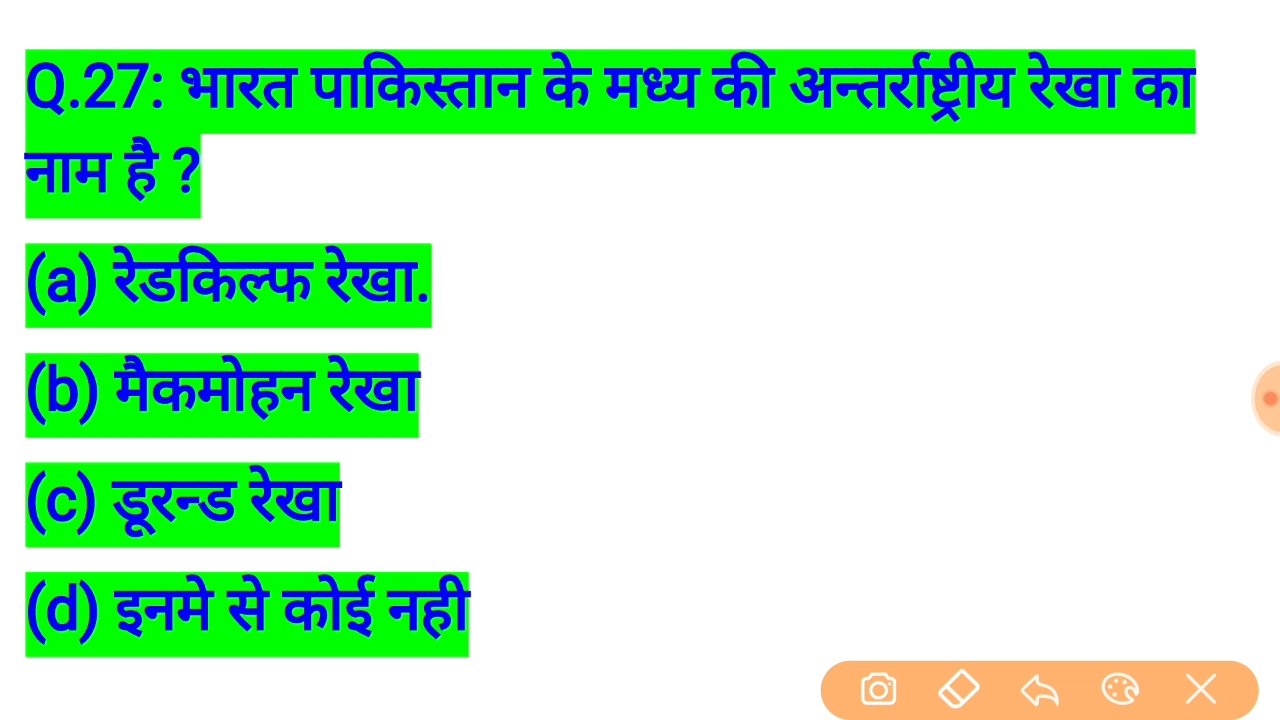 Q.27: भारत पाकिस्तान के मध्य की अन्तर्राष्ट्रीय रेखा का
नाम है ?
(a) रेडकिल्फ रेखा.
(b) मैकमोहन रेखा
(c) डूरन्ड रेखा
(d) इनमे से कोई नही